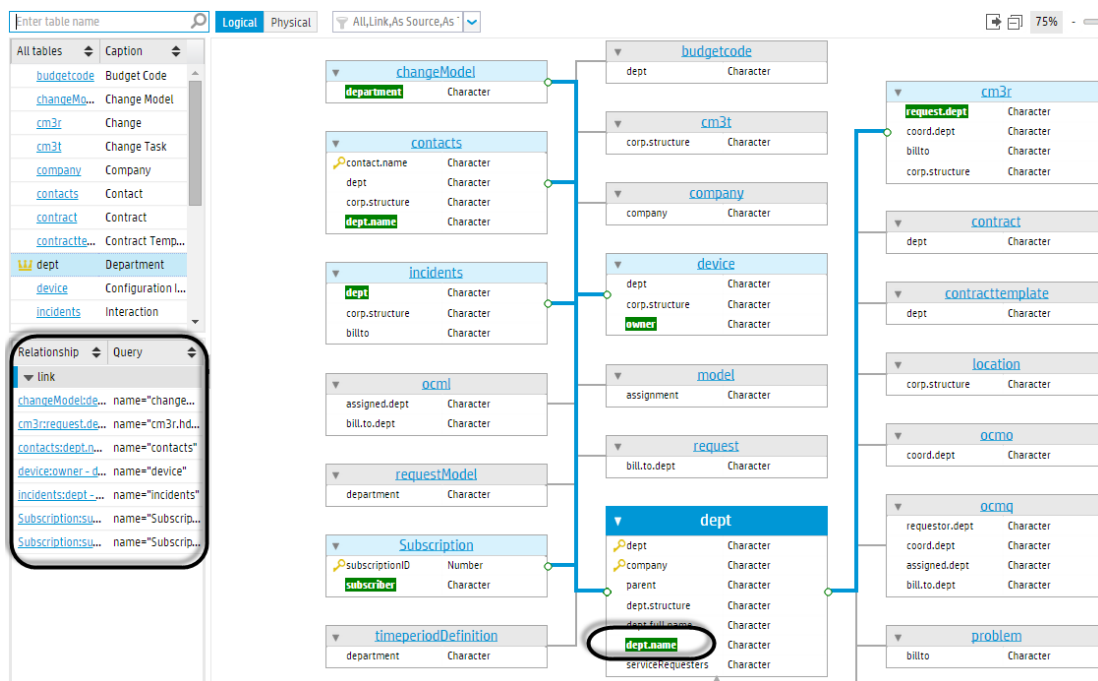 Enter table name
Logical Physical All,Link,As Source,As 75% -
All tables Caption
budgetcode Budget Code
changeMo... Change Model
cm3r Change
cm3t Change Task
company Company
contacts Contact
contract Contract
contractte... Contract Temp...
dept Department
device Configuration I...
incidents Interaction
Relationship Query
link
changeModel:de... name="change...
cm3r:request.de... name="cm3r.hd...
contacts:dept.n... name="contacts"
device:owner - d... name="device"
incidents:dept -... name="incidents"
Subscription:su... name="Subscrip...
Subscription:su... name="Subscrip...
changeModel
department Character
contacts
contact.name Character
dept Character
corp.structure Character
dept.name Character
incidents
dept Character
corp.structure Character
billto Character
ocml
assigned.dept Character
bill.to.dept Character
requestModel
department Character
Subscription
subscriptionID Number
subscriber Character
timeperiodDefinition
department Character
budgetcode
dept Character
cm3t
corp.structure Character
company
company Character
device
dept Character
corp.structure Character
owner Character
model
assignment Character
request
bill.to.dept Character
dept
dept Character
company Character
parent Character
dept.structure Character
dept.full.name Character
dept.name Character
serviceRequesters Character
cm3r
request.dept Character
coord.dept Character
billto Character
corp.structure Character
contract
dept Character
contracttemplate
dept Character
location
corp.structure Character
ocmo
coord.dept Character
ocmq
requestor.dept Character
coord.dept Character
assigned.dept Character
bill.to.dept Character
problem
billto Character